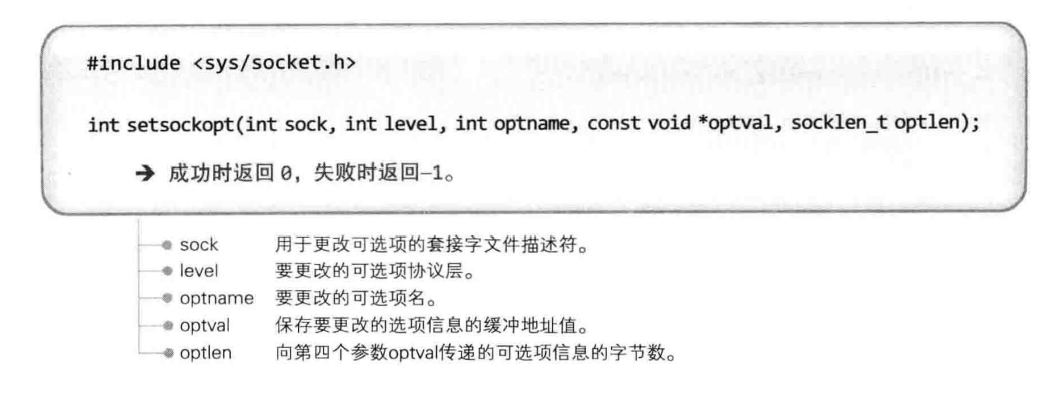 #include <sys/socket.h>
int setsockopt(int sock, int level, int optname, const void *optval, socklen_t optlen);
➔ 成功时返回 0，失败时返回–1。
sock 用于更改可选项的套接字文件描述符。
level 要更改的可选项协议层。
optname 要更改的可选项名。
optval 保存要更改的选项信息的缓冲地址值。
optlen 向第四个参数optval传递的可选项信息的字节数。